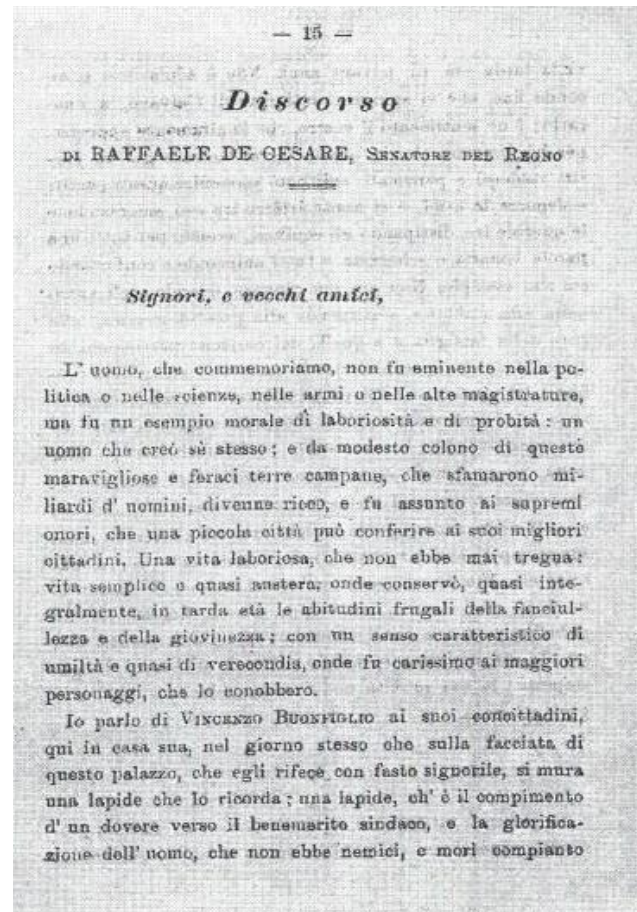 — 15 —
Discorso
DI RAFFAELE DE CESARE, SENATORE DEL REGNO
Signori, e vecchi amici,
L' uomo, che commemoriamo, non fu eminente nella po-
litica o nelle scienze, nelle armi o nelle alte magistrature,
ma fu un esempio morale di laboriosità e di probità : un
uomo che creò sè stesso ; e da modesto colono di queste
maravigliose e feraci terre campane, che sfamarono mi-
liardi d' uomini, divenne ricco, e fu assunto ai supremi
onori, che una piccola città può conferire ai suoi migliori
cittadini. Una vita laboriosa, che non ebbe mai tregua :
vita semplice e quasi austera, onde conservò, quasi inte-
gralmente, in tarda età le abitudini frugali della fanciul-
lezza e della giovinezza ; con un senso caratteristico di
umiltà e quasi di verecondia, onde fu carissimo ai maggiori
personaggi, che lo conobbero.
Io parlo di VINCENZO BUONFIGLIO ai suoi concittadini,
qui in casa sua, nel giorno stesso che sulla facciata di
questo palazzo, che egli rifece con fasto signorile, si mura
una lapide che lo ricorda ; una lapide, ch' è il compimento
d' un dovere verso il benemerito sindaco, e la glorifica-
zione dell' uomo, che non ebbe nemici, e morì compianto